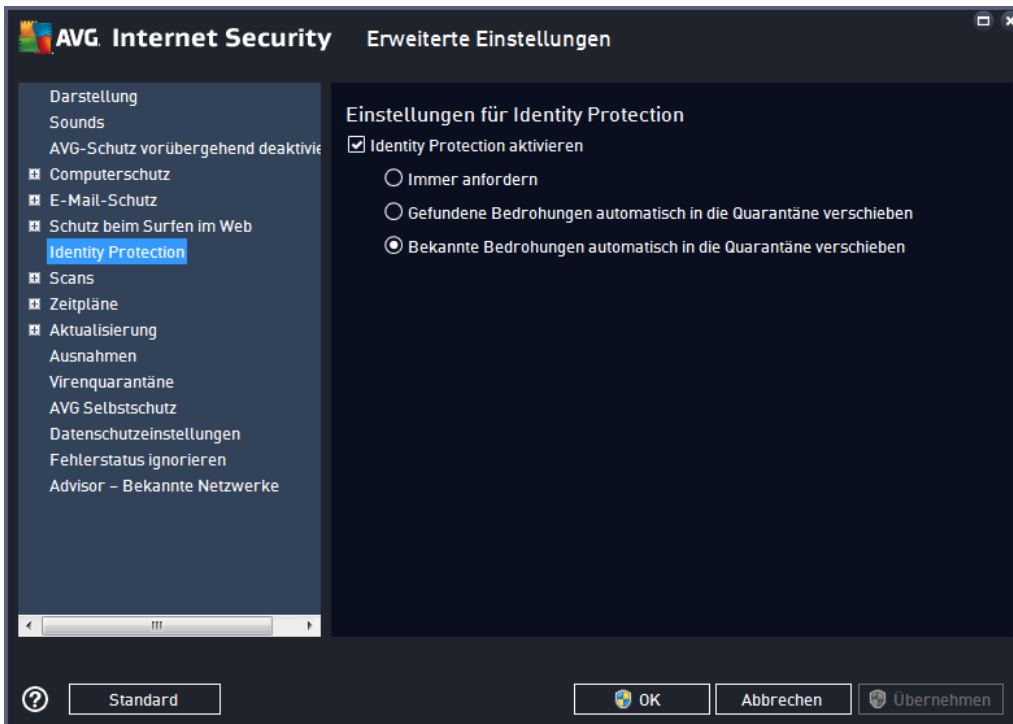 AVG. Internet Security Erweiterte Einstellungen
Darstellung
Sounds
AVG-Schutz vorübergehend deaktivie
Computerschutz
E-Mail-Schutz
Schutz beim Surfen im Web
Identity Protection
Scans
Zeitpläne
Aktualisierung
Ausnahmen
Virenquarantäne
AVG Selbstschutz
Datenschutzeinstellungen
Fehlerstatus ignorieren
Advisor – Bekannte Netzwerke
Einstellungen für Identity Protection
Identity Protection aktivieren
Immer anfordern
Gefundene Bedrohungen automatisch in die Quarantäne verschieben
Bekannte Bedrohungen automatisch in die Quarantäne verschieben
? Standard OK Abbrechen Übernehmen